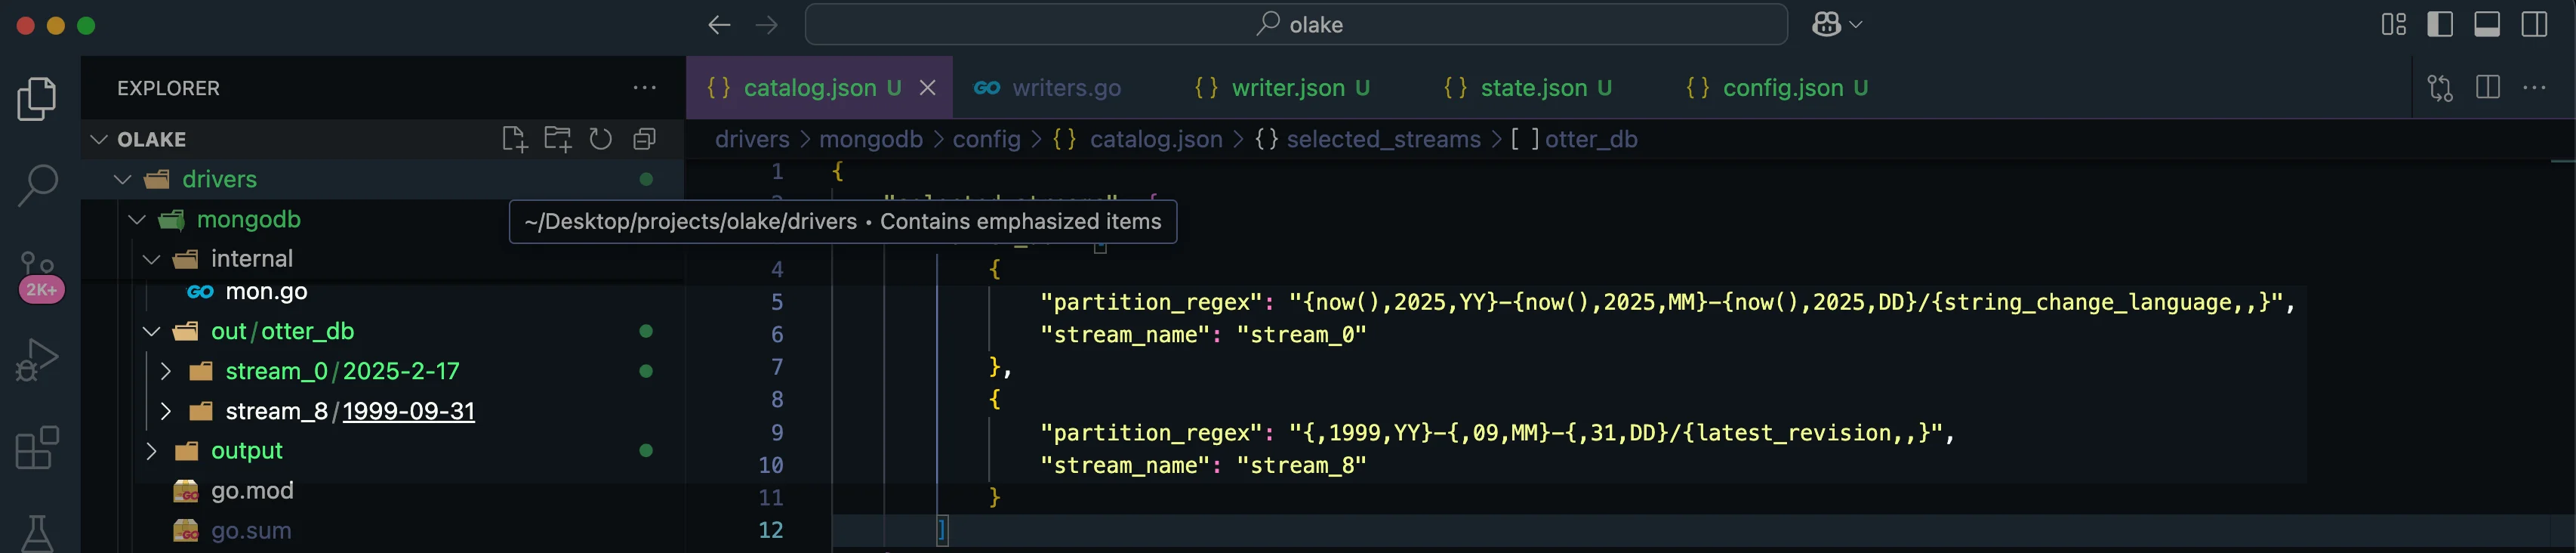 olake
EXPLORER
OLAKE
drivers
mongodb
internal
mon.go
out/otter_db
stream_0/2025-2-17
stream_8/1999-09-31
output
go.mod
go.sum
2K+
{} catalog.json U
GO writers.go
{} writer.json U
{} state.json U
{} config.json U
drivers > mongodb > config > {} catalog.json > {} selected_streams > [ ] otter_db
~/Desktop/projects/olake/drivers • Contains emphasized items
1 {
4 {
5 "partition_regex": "{now(),2025,YY}-{now(),2025,MM}-{now(),2025,DD}/{string_change_language,,}",
6 "stream_name": "stream_0"
7 },
8 {
9 "partition_regex": "{,1999,YY}-{,09,MM}-{,31,DD}/{latest_revision,,}",
10 "stream_name": "stream_8"
11 }
12 ]